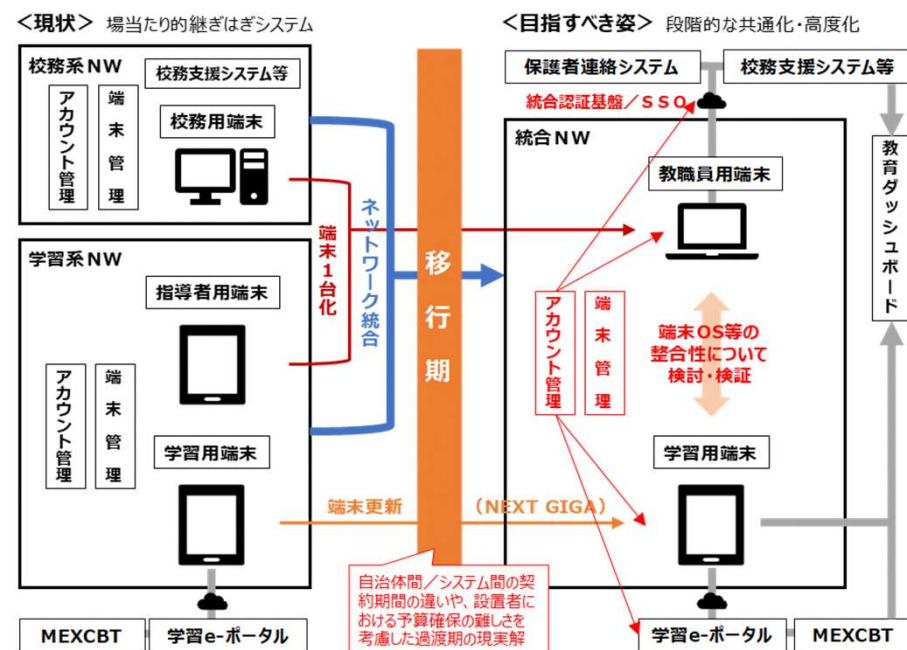 ＜現状＞ 場当たり的継ぎはぎシステム
校務系NW
校務支援システム等
アカウント管理
端末管理
校務用端末
学習系NW
指導者用端末
アカウント管理
端末管理
学習用端末
MEXCBT
学習e-ポータル
端末1台化
ネットワーク統合
移行期
端末更新
（NEXT GIGA）
自治体間／システム間の契
約期間の違いや、設置者に
おける予算確保の難しさを
考慮した過渡期の現実解
＜目指すべき姿＞ 段階的な共通化・高度化
保護者連絡システム
校務支援システム等
統合認証基盤／SSO
統合NW
教職員用端末
アカウント管理
端末管理
端末OS等の
整合性について
検討・検証
学習用端末
教育ダッシュボード
学習e-ポータル
MEXCBT